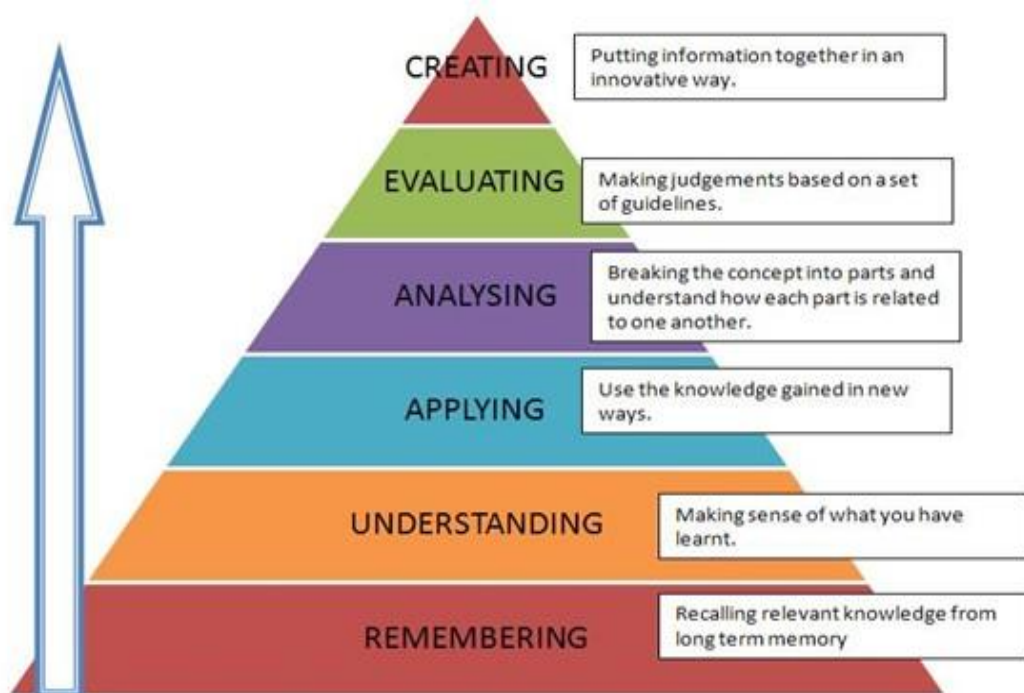 CREATING
Putting information together in an
innovative way.
EVALUATING
Making judgements based on a set
of guidelines.
ANALYSING
Breaking the concept into parts and
understand how each part is related
to one another.
APPLYING
Use the knowledge gained in new
ways.
UNDERSTANDING
Making sense of what you have
learnt.
REMEMBERING
Recalling relevant knowledge from
long term memory